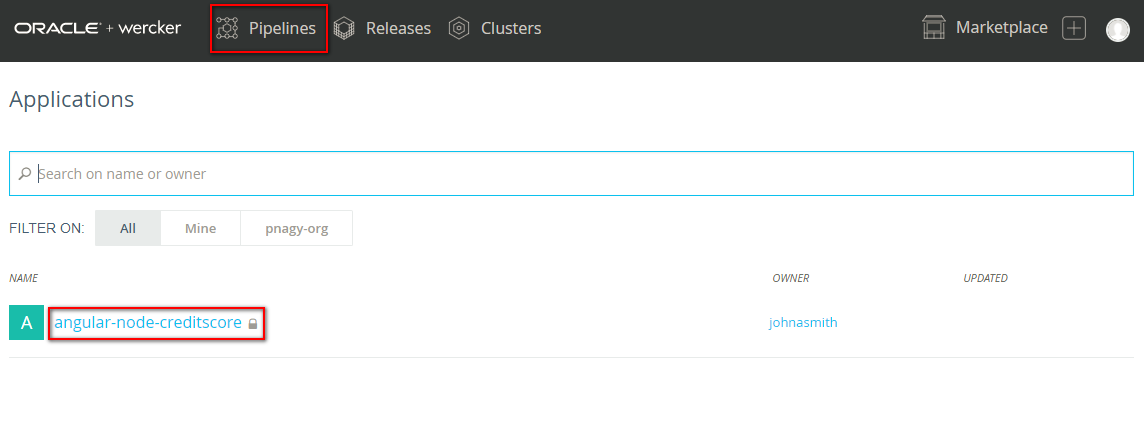 ORACLE + wercker Pipelines Releases Clusters Marketplace
Applications
Search on name or owner
FILTER ON: All Mine pnagy-org
NAME OWNER UPDATED
A angular-node-creditscore johnasmith